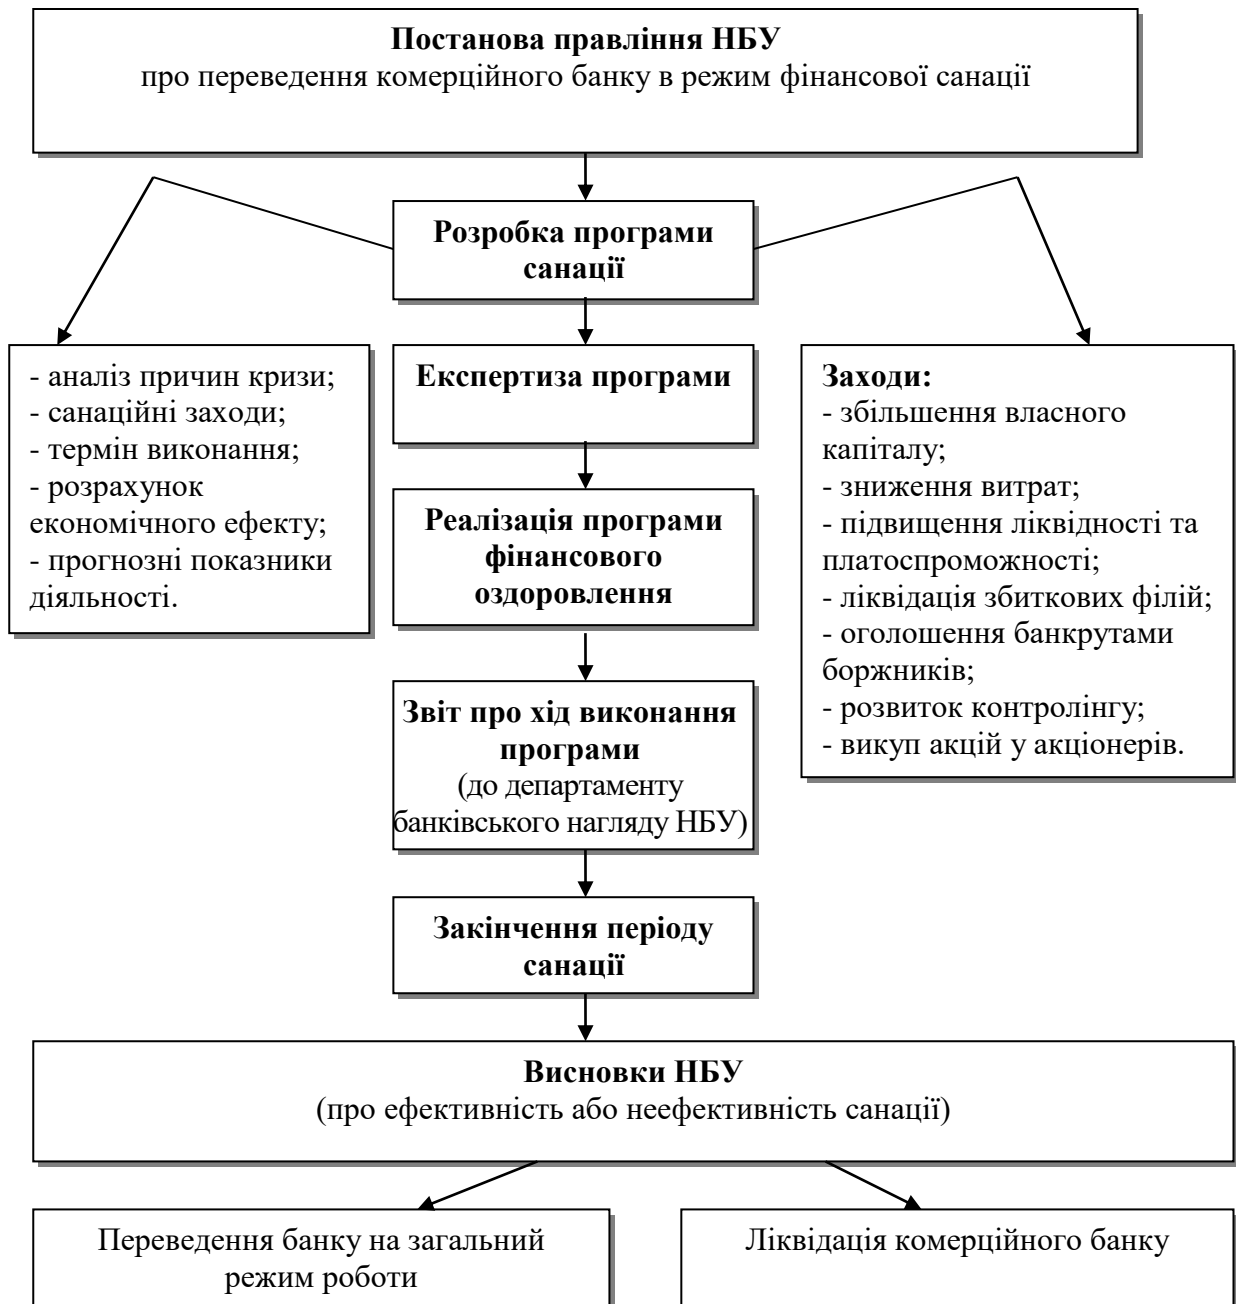 Постанова правління НБУ
про переведення комерційного банку в режим фінансової санації
Розробка програми
санації
- аналіз причин кризи;
- санаційні заходи;
- термін виконання;
- розрахунок
економічного ефекту;
- прогнозні показники
діяльності.
Експертиза програми
Реалізація програми
фінансового
оздоровлення
Звіт про хід виконання
програми
(до департаменту
банківського нагляду НБУ)
Заходи:
- збільшення власного
капіталу;
- зниження витрат;
- підвищення ліквідності та
платоспроможності;
- ліквідація збиткових філій;
- оголошення банкрутами
боржників;
- розвиток контролінгу;
- викуп акцій у акціонерів.
Закінчення періоду
санації
Висновки НБУ
(про ефективність або неефективність санації)
Переведення банку на загальний
режим роботи
Ліквідація комерційного банку